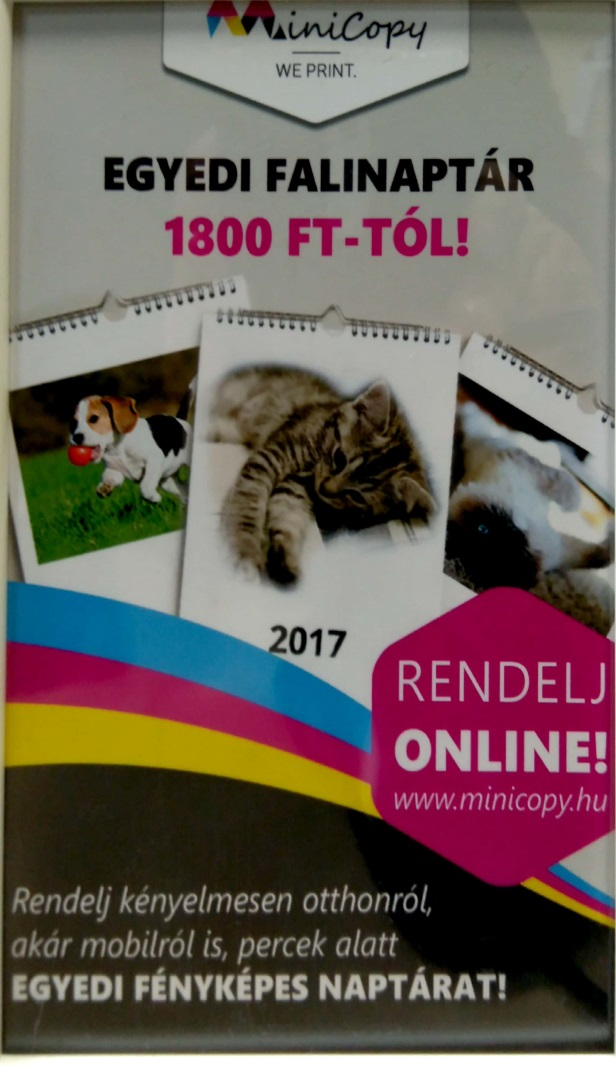 MiniCopy
WE PRINT.
EGYEDI FALINAPTÁR
1800 FT-TÓL!
2017
RENDELJ
ONLINE!
www.minicopy.hu
Rendelj kényelmesen otthonról,
akár mobilról is, percek alatt
EGYEDI FÉNYKÉPES NAPTÁRAT!